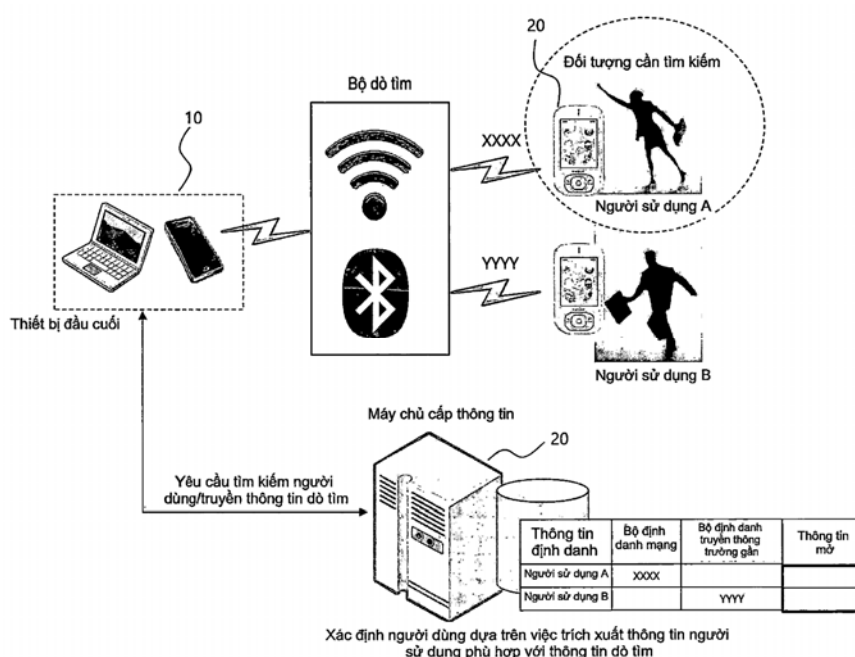 20
Đối tượng cần tìm kiếm
Bộ dò tìm
10
XXXX
Người sử dụng A
YYYY
Thiết bị đầu cuối
Người sử dụng B
Máy chủ cấp thông tin
20
Yêu cầu tìm kiếm người
dùng/truyền thông tin dò tìm
Thông tin
định danh
Bộ định
danh mạng
Bộ định danh
truyền thông
trường gần
Thông tin
mở
Người sử dụng A
XXXX
Người sử dụng B
YYYY
Xác định người dùng dựa trên việc trích xuất thông tin người
sử dụng phù hợp với thông tin dò tìm